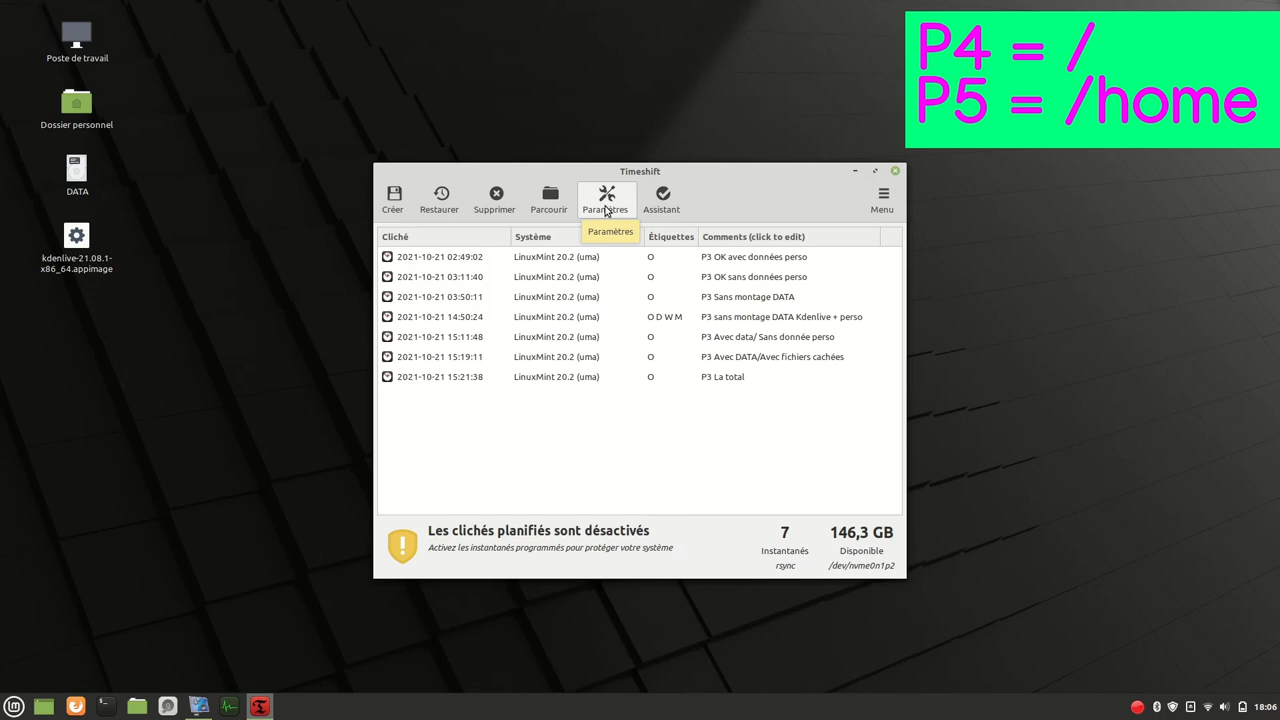 P4 = /
P5 = /home
Poste de travail
Dossier personnel
DATA
kdenlive-21.08.1-
x86_64.appimage
Timeshift
Créer Restaurer Supprimer Parcourir Paramètres Assistant Menu
Paramètres
Cliché Système Étiquettes Comments (click to edit)
2021-10-21 02:49:02 LinuxMint 20.2 (uma) O P3 OK avec données perso
2021-10-21 03:11:40 LinuxMint 20.2 (uma) O P3 OK sans données perso
2021-10-21 03:50:11 LinuxMint 20.2 (uma) O P3 Sans montage DATA
2021-10-21 14:50:24 LinuxMint 20.2 (uma) O D W M P3 sans montage DATA Kdenlive + perso
2021-10-21 15:11:48 LinuxMint 20.2 (uma) O P3 Avec data/ Sans donnée perso
2021-10-21 15:19:11 LinuxMint 20.2 (uma) O P3 Avec DATA/Avec fichiers cachées
2021-10-21 15:21:38 LinuxMint 20.2 (uma) O P3 La total
Les clichés planifiés sont désactivés
Activez les instantanés programmés pour protéger votre système
7 146,3 GB
Instantanés Disponible
rsync /dev/nvme0n1p2
18:06